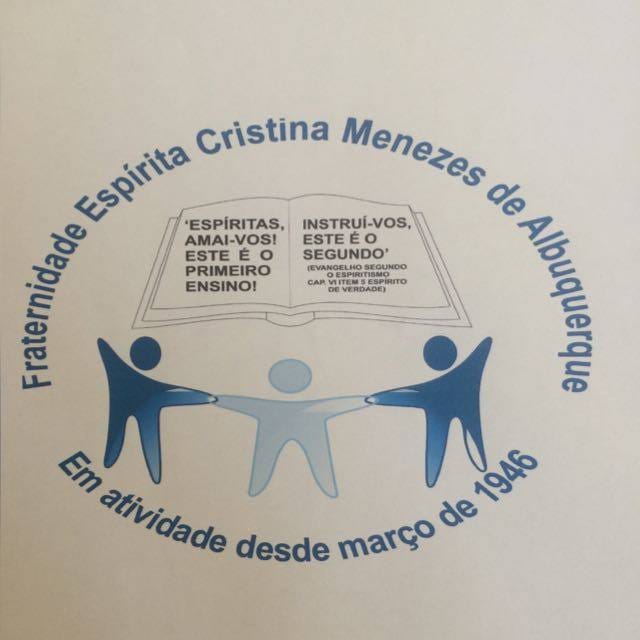 Fraternidade Espírita Cristina Menezes de Albuquerque
'ESPÍRITAS,
AMAI-VOS!
ESTE É O
PRIMEIRO
ENSINO!
INSTRUÍ-VOS,
ESTE É O
SEGUNDO'
(EVANGELHO SEGUNDO
O ESPIRITISMO
CAP. VI ITEM 5 ESPÍRITO
DE VERDADE)
Em atividade desde março de 1946